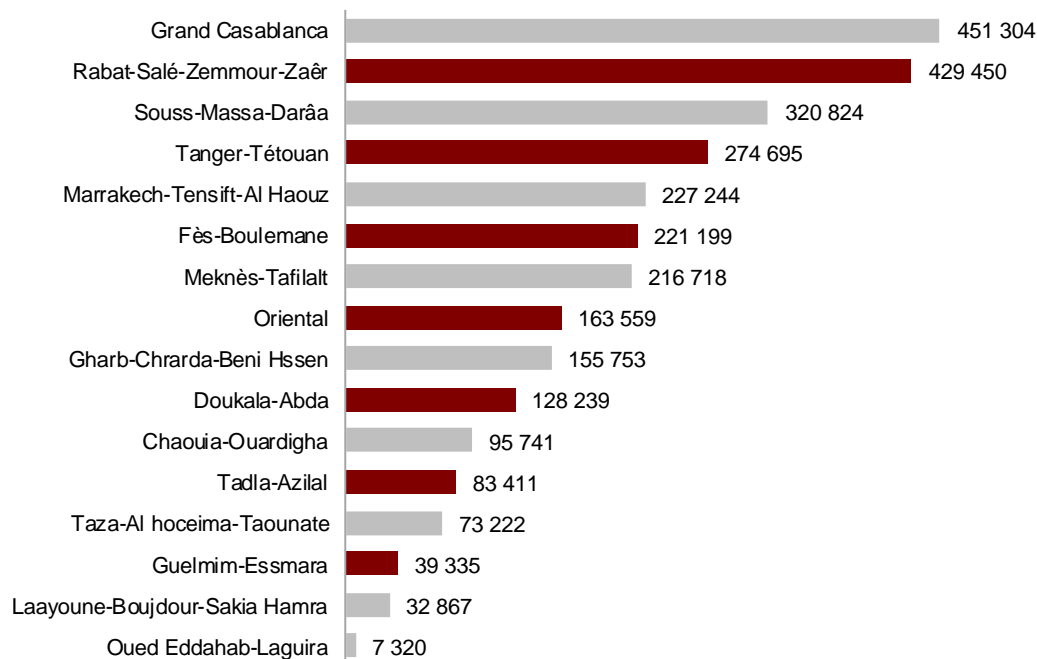 Grand Casablanca 451 304
Rabat-Salé-Zemmour-Zaêr 429 450
Souss-Massa-Darâa 320 824
Tanger-Tétouan 274 695
Marrakech-Tensift-Al Haouz 227 244
Fès-Boulemane 221 199
Meknès-Tafilalt 216 718
Oriental 163 559
Gharb-Chrarda-Beni Hssen 155 753
Doukala-Abda 128 239
Chaouia-Ouardigha 95 741
Tadla-Azilal 83 411
Taza-Al hoceima-Taounate 73 222
Guelmim-Essmara 39 335
Laayoune-Boujdour-Sakia Hamra 32 867
Oued Eddahab-Laguira 7 320